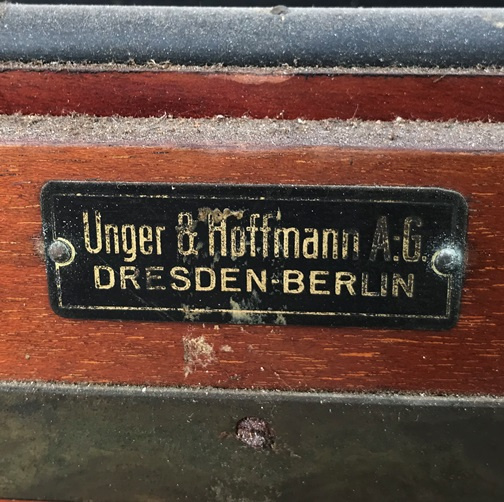 Unger & Hoffmann A.-G.
DRESDEN-BERLIN